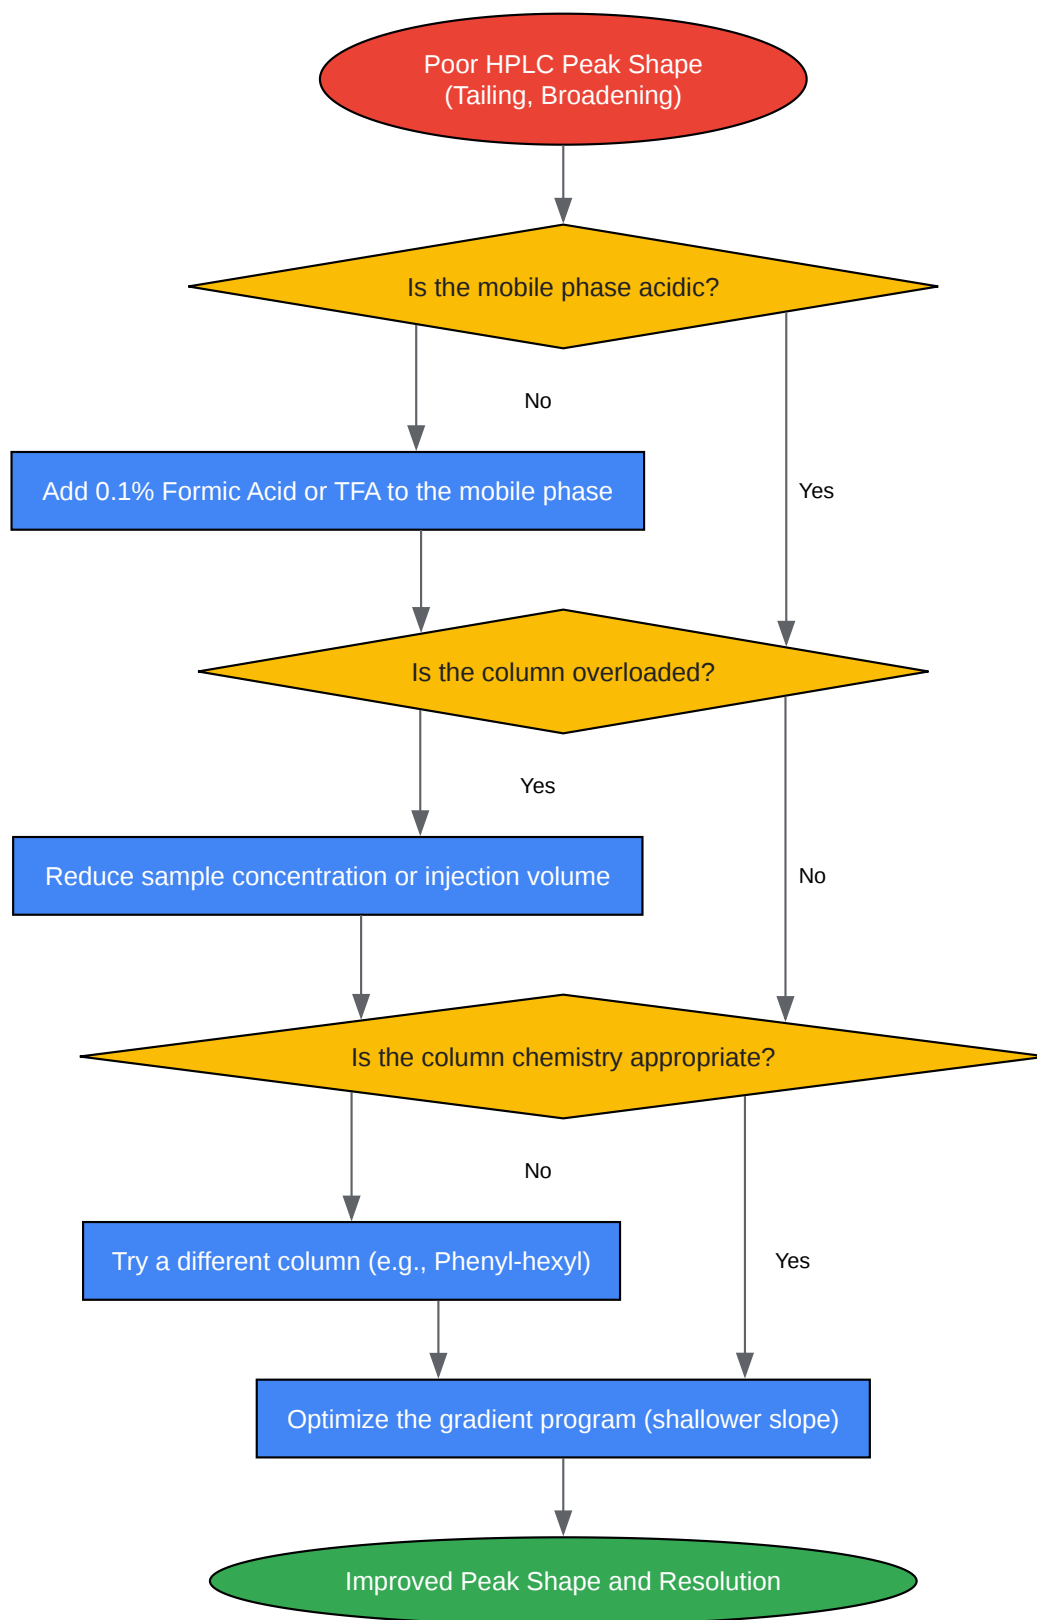 Poor HPLC Peak Shape
(Tailing, Broadening)
Is the mobile phase acidic?
No
Add 0.1% Formic Acid or TFA to the mobile phase
Yes
Is the column overloaded?
Yes
Reduce sample concentration or injection volume
No
Is the column chemistry appropriate?
No
Try a different column (e.g., Phenyl-hexyl)
Yes
Optimize the gradient program (shallower slope)
Improved Peak Shape and Resolution